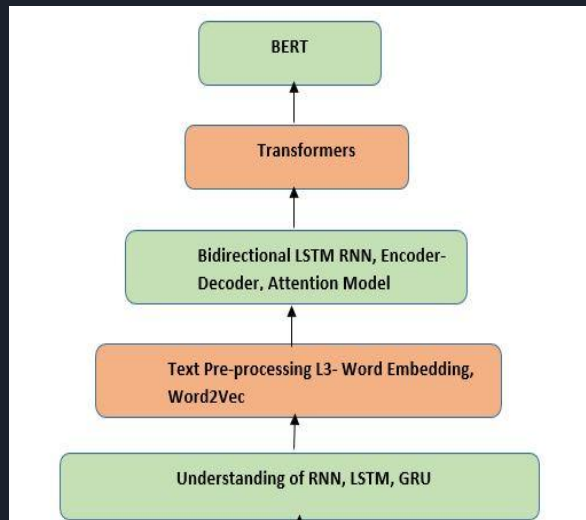 BERT
Transformers
Bidirectional LSTM RNN, Encoder-
Decoder, Attention Model
Text Pre-processing L3- Word Embedding,
Word2Vec
Understanding of RNN, LSTM, GRU